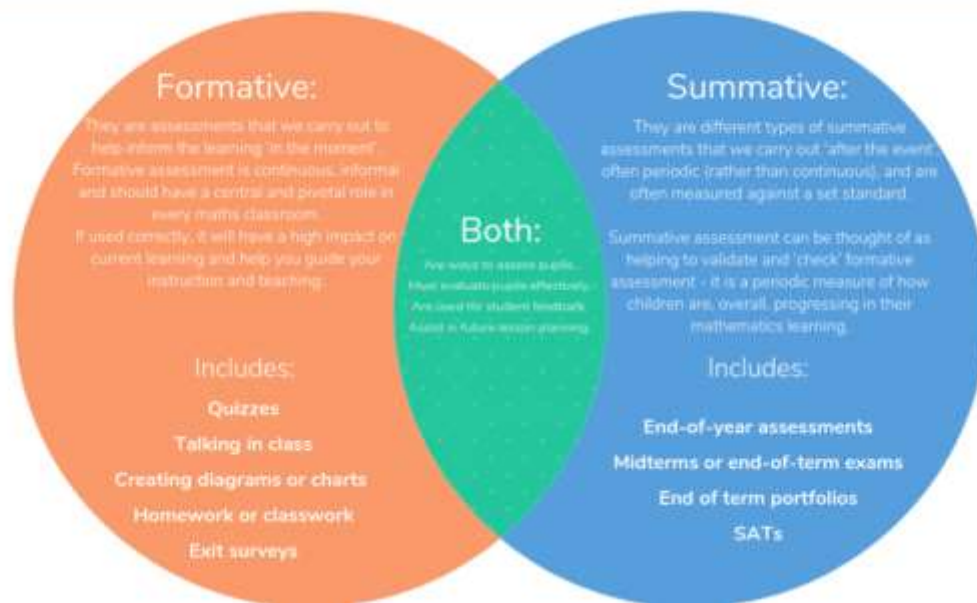 Formative:
They are assessments that we carry out to
help inform the learning 'in the moment'.
Formative assessment is continuous, informal
and should have a central and pivotal role in
every maths classroom.
If used correctly, it will have a high impact on
current learning and help you guide your
instruction and teaching.
Includes:
Quizzes
Talking in class
Creating diagrams or charts
Homework or classwork
Exit surveys
Both:
Are ways to assess pupils.
Must evaluate pupils effectively.
Are used for student feedback.
Assist in future lesson planning.
Summative:
They are different types of summative
assessments that we carry out 'after the event'
often periodic (rather than continuous), and are
often measured against a set standard.
Summative assessment can be thought of as
helping to validate and 'check' formative
assessment - it is a periodic measure of how
children are, overall, progressing in their
mathematics learning.
Includes:
End-of-year assessments
Midterms or end-of-term exams
End of term portfolios
SATs